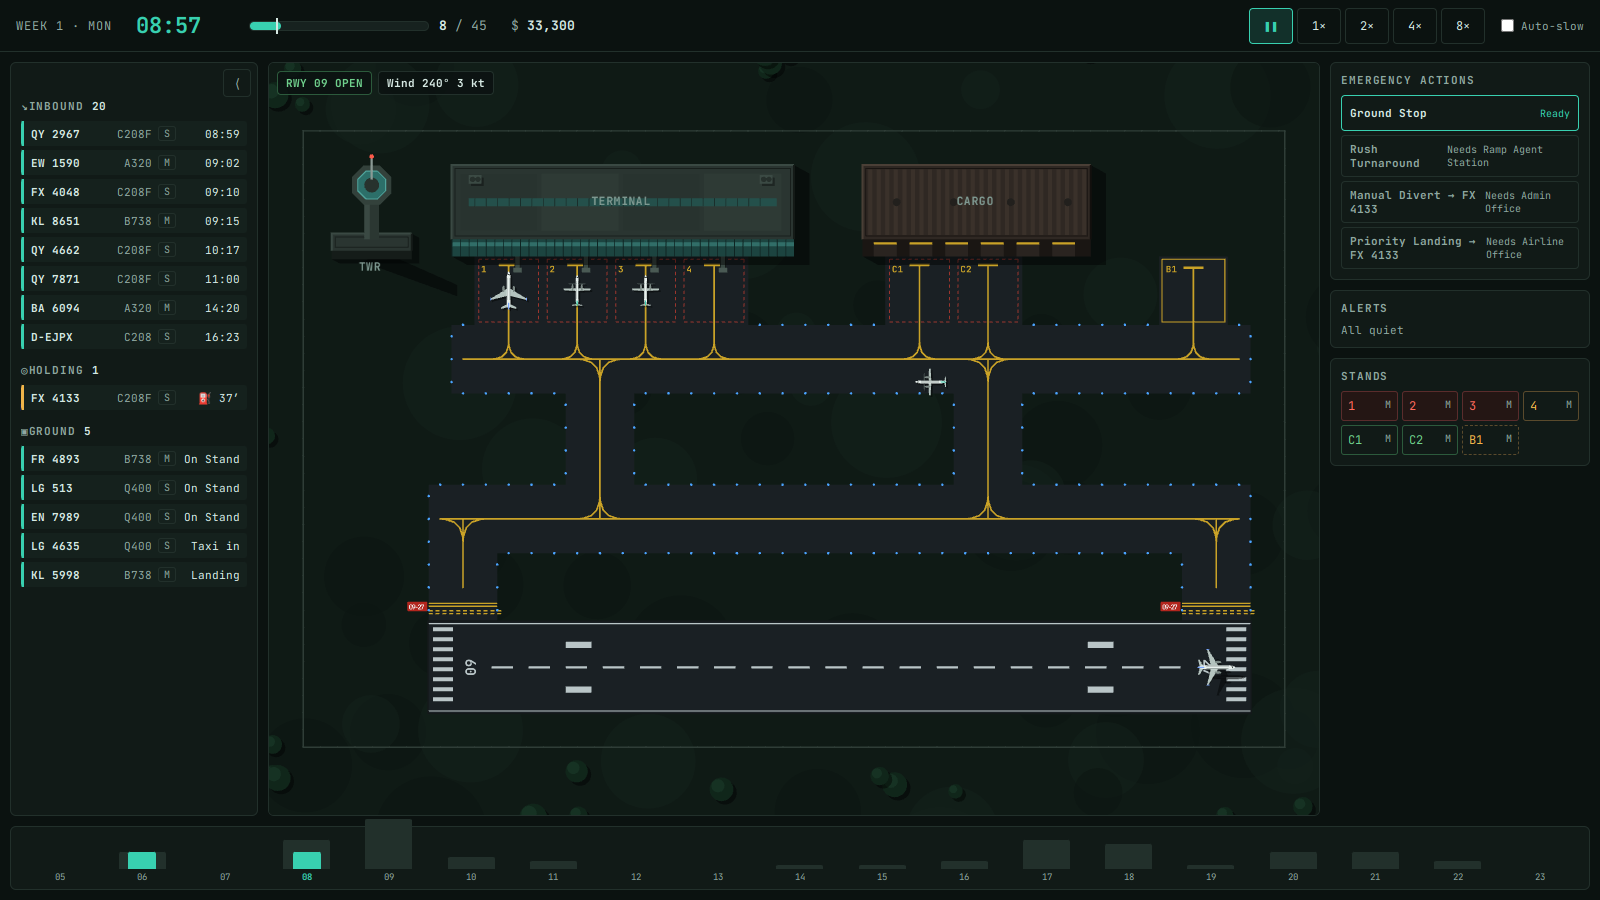 WEEK 1 · MON 08:57 8 / 45 $ 33,300
1× 2× 4× 8× Auto-slow
RWY 09 OPEN Wind 240° 3 kt
INBOUND 20
QY 2967 C208F S 08:59
EW 1590 A320 M 09:02
FX 4048 C208F S 09:10
KL 8651 B738 M 09:15
QY 4662 C208F S 10:17
QY 7871 C208F S 11:00
BA 6094 A320 M 14:20
D-EJPX C208 S 16:23
HOLDING 1
FX 4133 C208F S 37′
GROUND 5
FR 4893 B738 M On Stand
LG 513 Q400 S On Stand
EN 7989 Q400 S On Stand
LG 4635 Q400 S Taxi in
KL 5998 B738 M Landing
TWR
TERMINAL
CARGO
1 2 3 4 C1 C2 B1
09-27 09-27
09
EMERGENCY ACTIONS
Ground Stop Ready
Rush Turnaround Needs Ramp Agent Station
Manual Divert → FX 4133 Needs Admin Office
Priority Landing → FX 4133 Needs Airline Office
ALERTS
All quiet
STANDS
1 M 2 M 3 M 4 M
C1 M C2 M B1 M
05 06 07 08 09 10 11 12 13 14 15 16 17 18 19 20 21 22 23